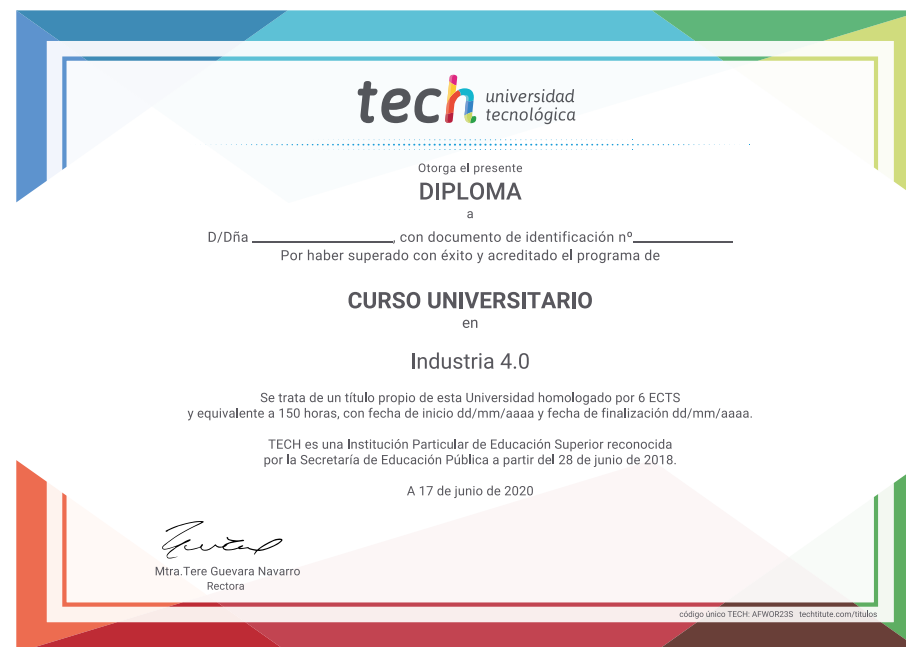 tech universidad
tecnológica
Otorga el presente
DIPLOMA
a
D/Dña ____________________, con documento de identificación nº______________
Por haber superado con éxito y acreditado el programa de
CURSO UNIVERSITARIO
en
Industria 4.0
Se trata de un título propio de esta Universidad homologado por 6 ECTS
y equivalente a 150 horas, con fecha de inicio dd/mm/aaaa y fecha de finalización dd/mm/aaaa.
TECH es una Institución Particular de Educación Superior reconocida
por la Secretaría de Educación Pública a partir del 28 de junio de 2018.
A 17 de junio de 2020
Mtra.Tere Guevara Navarro
Rectora
código único TECH: AFWOR23S techtitute.com/titulos